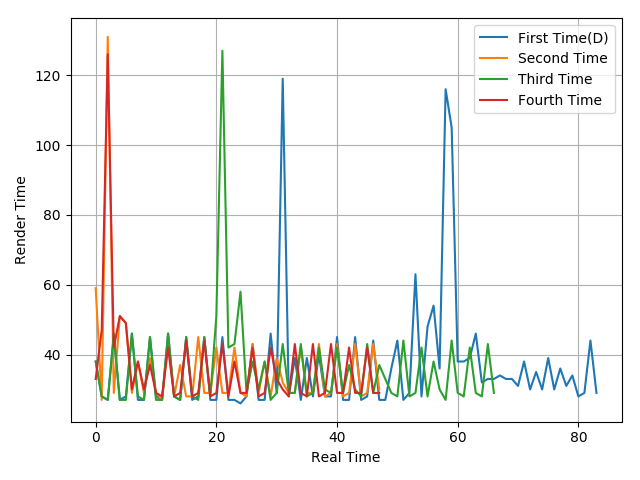 First Time(D)
Second Time
Third Time
Fourth Time
120
100
80
60
40
Render Time
0 20 40 60 80
Real Time